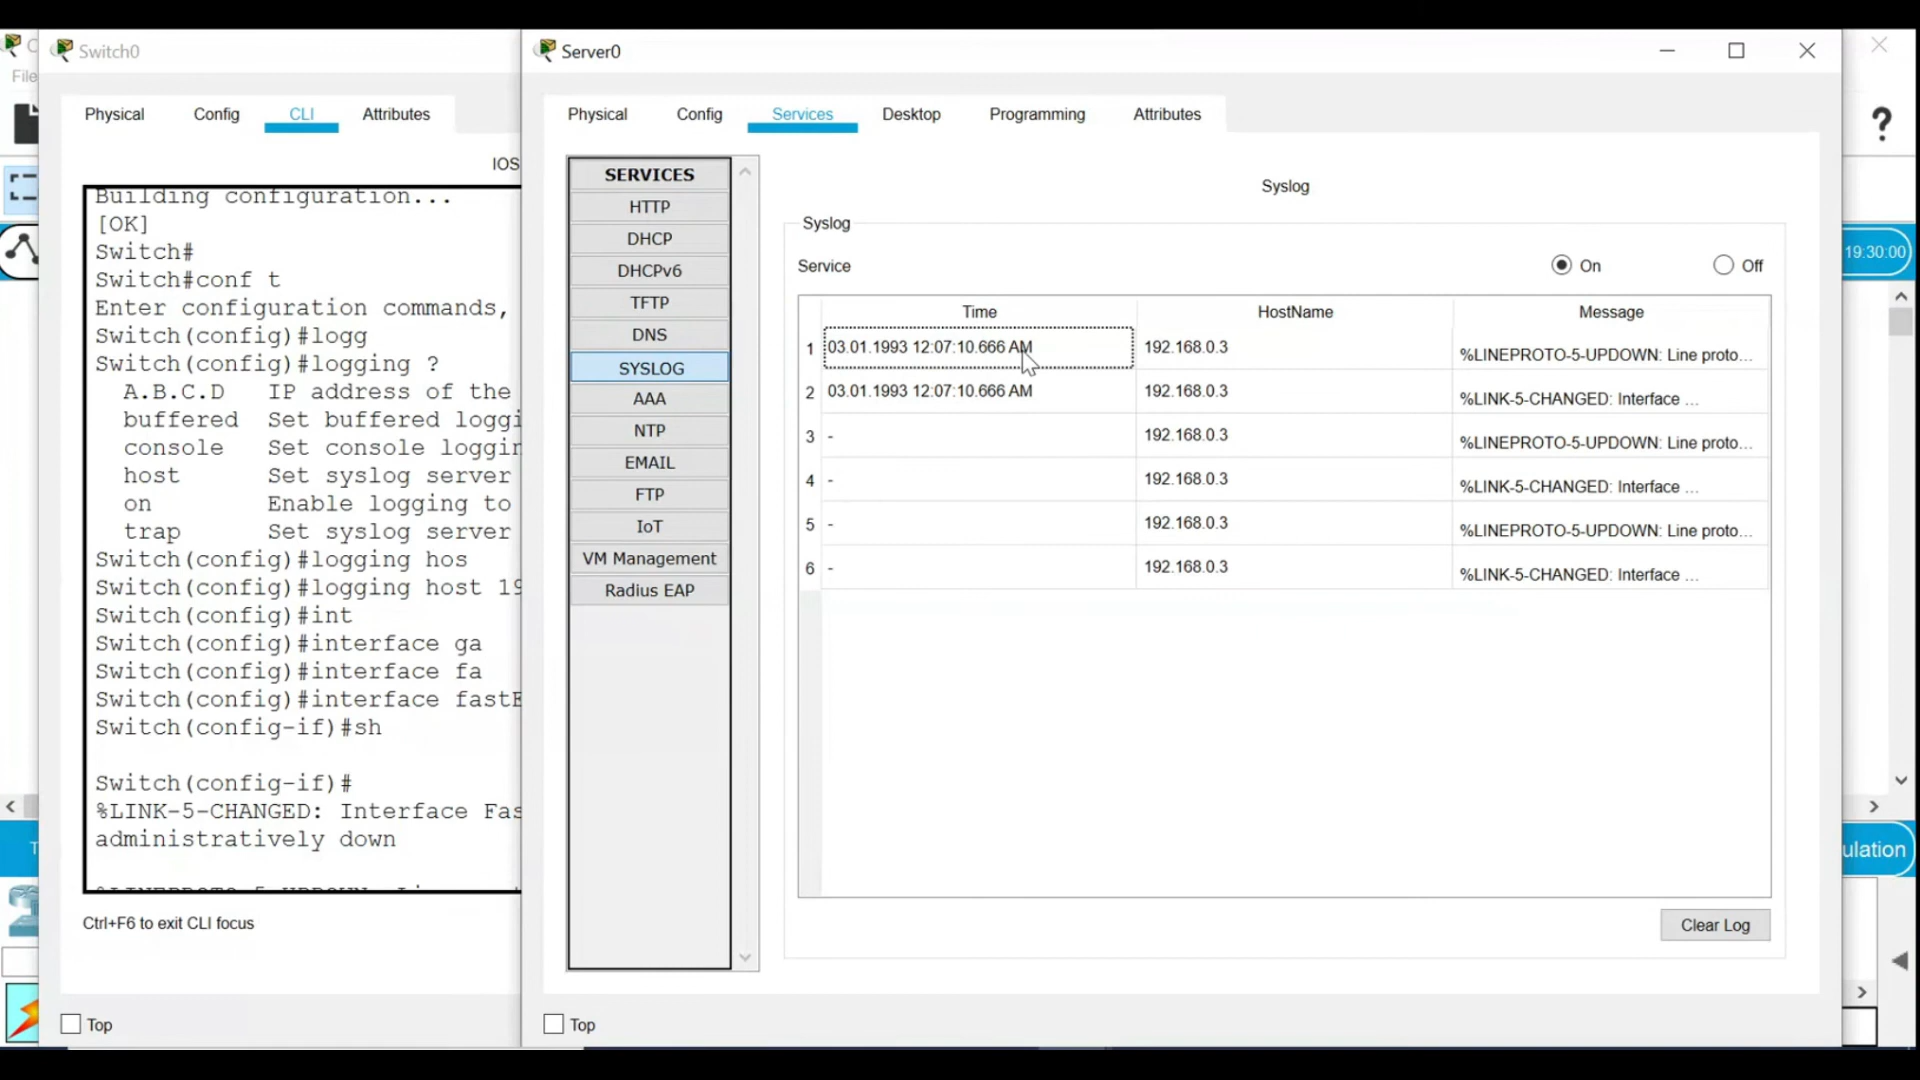 Switch0
Server0
File
Physical
Config
CLI
Attributes
Physical
Config
Services
Desktop
Programming
Attributes
?
IOS
Building configuration...
[OK]
Switch#
Switch#conf t
Enter configuration commands,
Switch(config)#logg
Switch(config)#logging ?
A.B.C.D IP address of the
buffered Set buffered loggi
console Set console loggin
host Set syslog server
on Enable logging to
trap Set syslog server
Switch(config)#logging hos
Switch(config)#logging host 19
Switch(config)#int
Switch(config)#interface ga
Switch(config)#interface fa
Switch(config)#interface fastE
Switch(config-if)#sh
Switch(config-if)#
%LINK-5-CHANGED: Interface Fas
administratively down
Ctrl+F6 to exit CLI focus
Top
SERVICES
HTTP
DHCP
DHCPv6
TFTP
DNS
SYSLOG
AAA
NTP
EMAIL
FTP
IoT
VM Management
Radius EAP
Syslog
Syslog
Service
On
Off
Time HostName Message
1 03.01.1993 12:07:10.666 AM 192.168.0.3 %LINEPROTO-5-UPDOWN: Line proto...
2 03.01.1993 12:07:10.666 AM 192.168.0.3 %LINK-5-CHANGED: Interface ...
3 - 192.168.0.3 %LINEPROTO-5-UPDOWN: Line proto...
4 - 192.168.0.3 %LINK-5-CHANGED: Interface ...
5 - 192.168.0.3 %LINEPROTO-5-UPDOWN: Line proto...
6 - 192.168.0.3 %LINK-5-CHANGED: Interface ...
Clear Log
Top
19:30:00
ulation